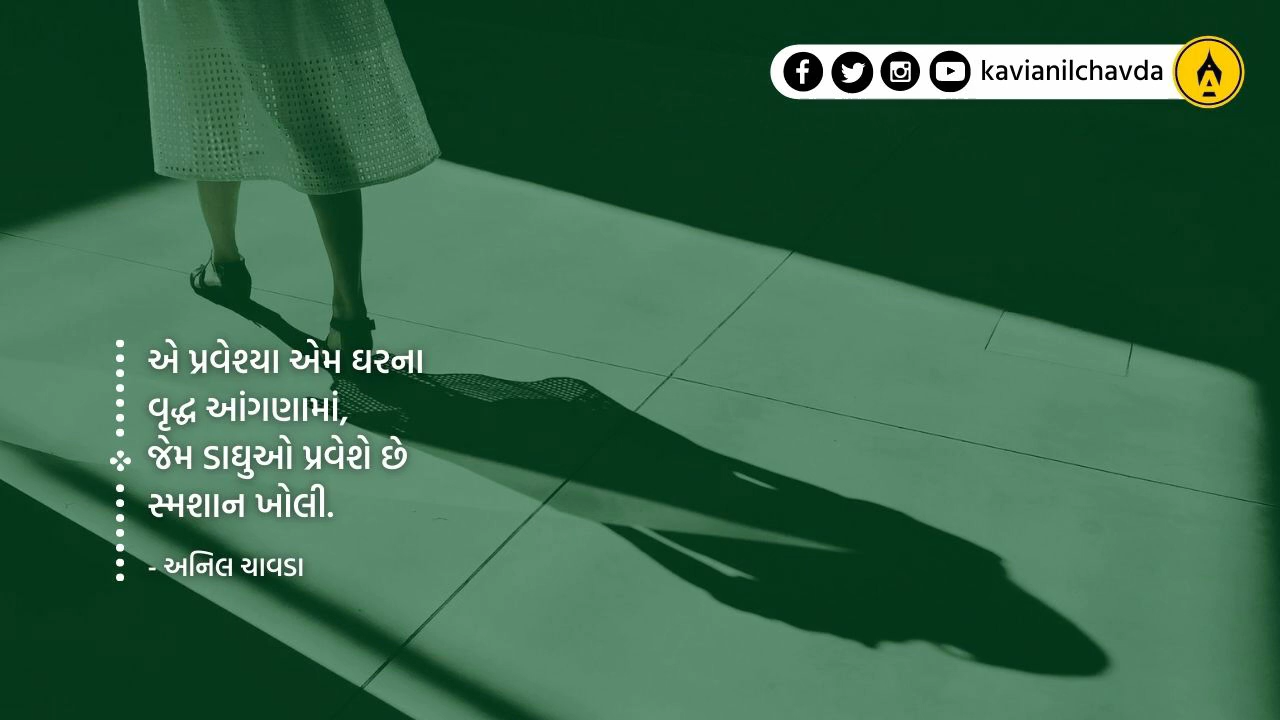 kavianilchavda
એ પ્રવેશ્યા એમ ઘરના
વૃદ્ધ આંગણામાં,
જેમ ડાઘુઓ પ્રવેશે છે
સ્મશાન ખોલી.
- અનિલ ચાવડા